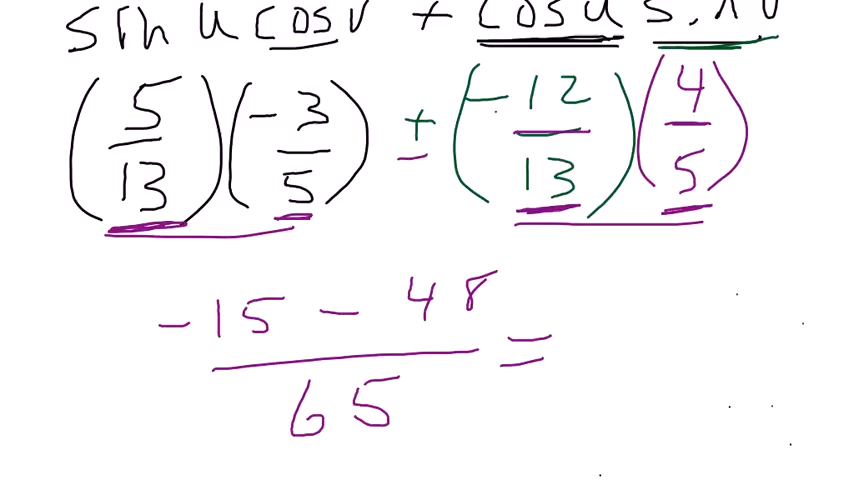 sin u cos v + cos u sin v
(5/13)(-3/5) + (-12/13)(4/5)
-15 - 48 / 65 =